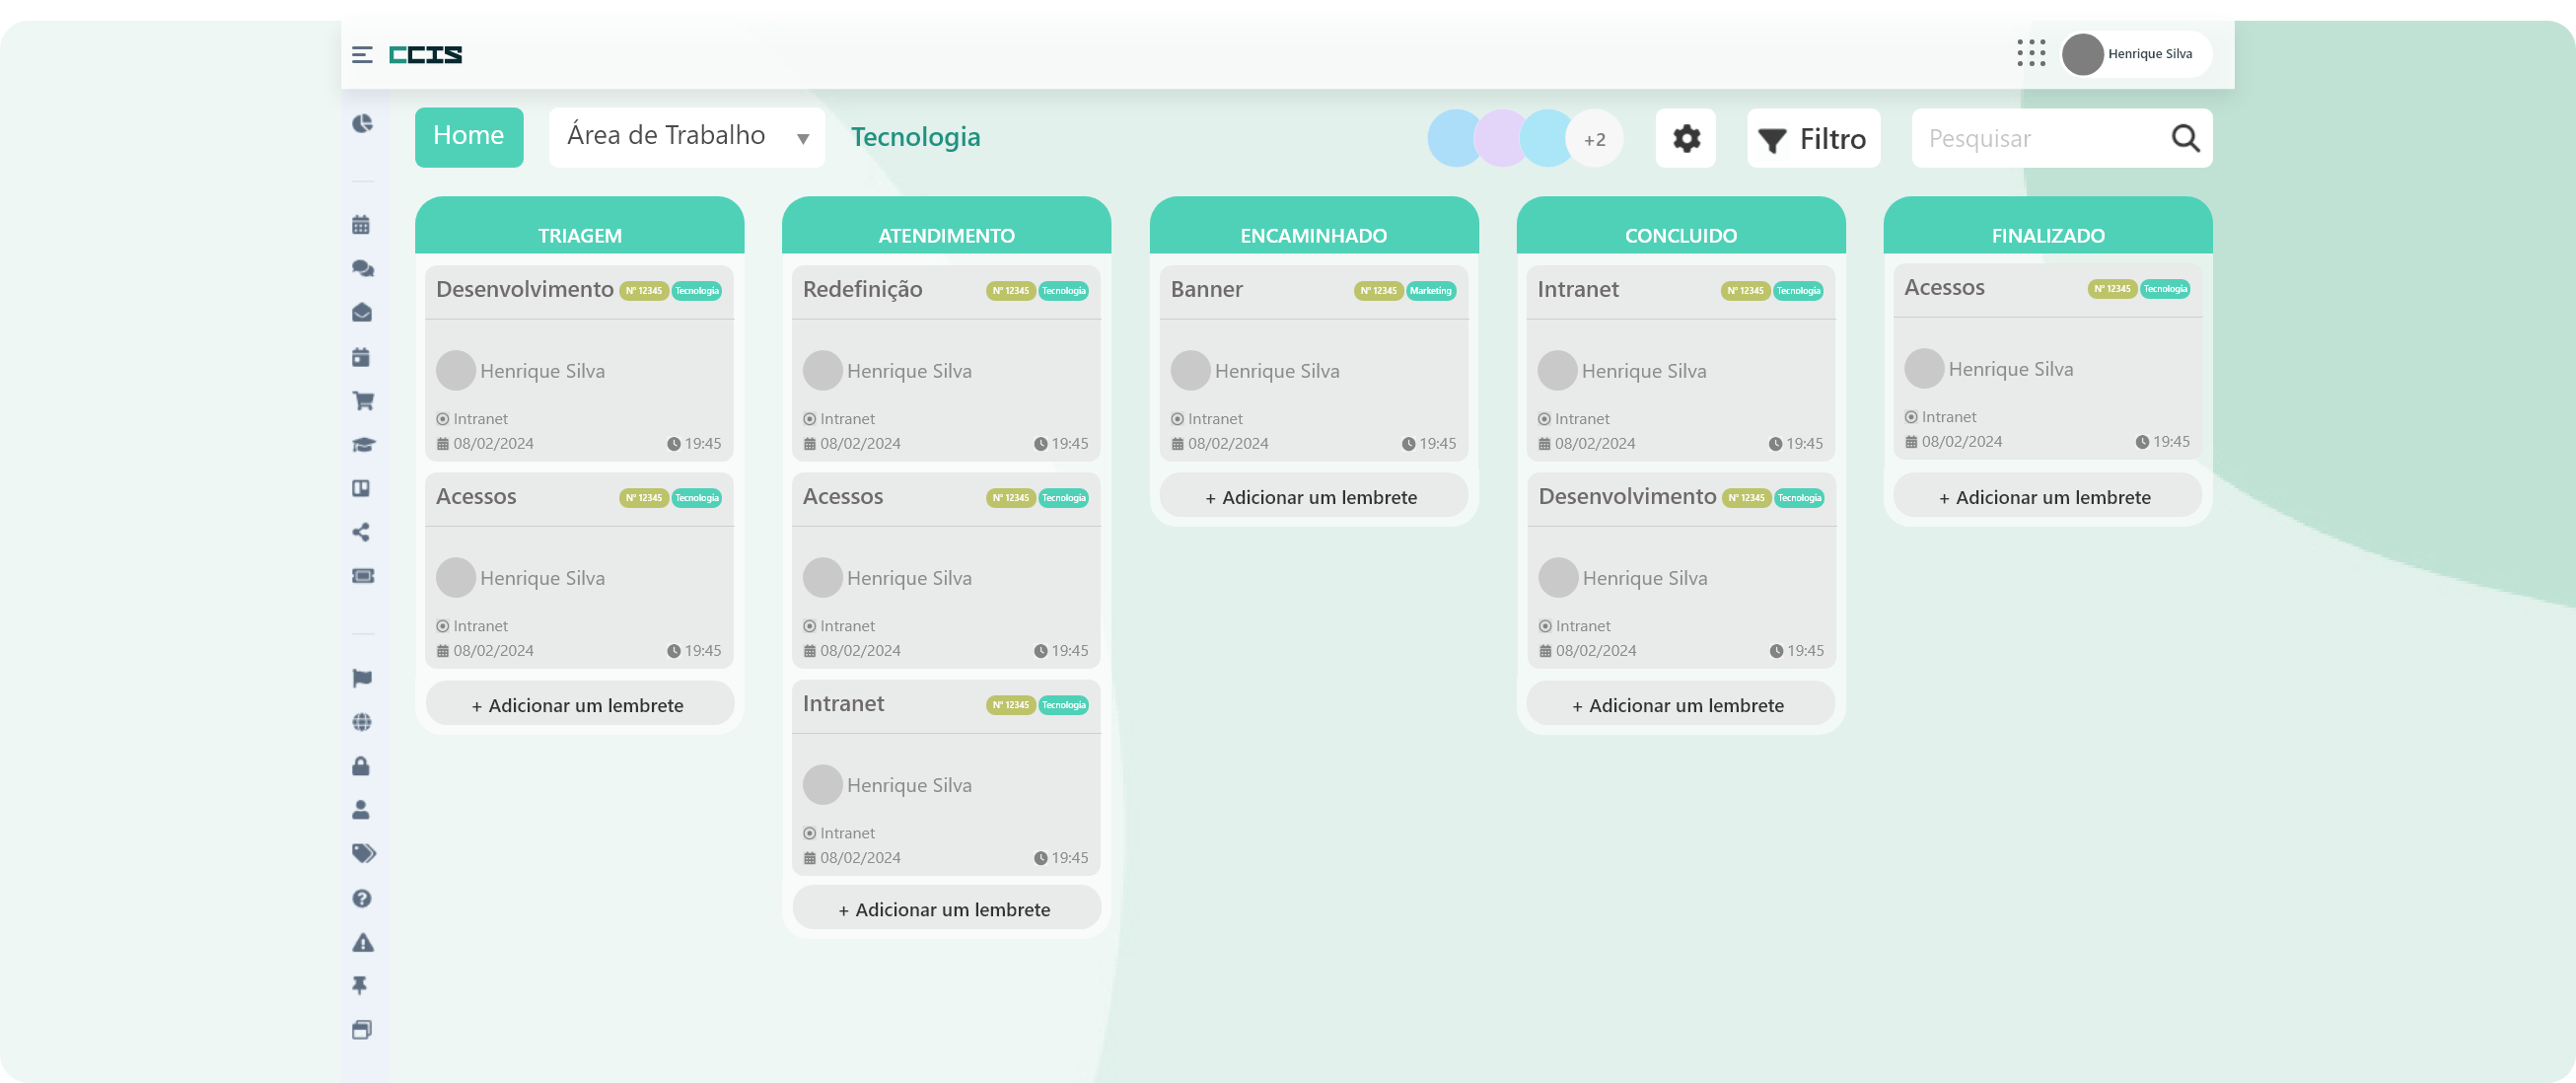 CCIS
Henrique Silva
Home
Área de Trabalho
Tecnologia
+2
Filtro
Pesquisar
TRIAGEM
Desenvolvimento Nº 12345 Tecnologia
Henrique Silva
Intranet
08/02/2024 19:45
Acessos Nº 12345 Tecnologia
Henrique Silva
Intranet
08/02/2024 19:45
+ Adicionar um lembrete
ATENDIMENTO
Redefinição Nº 12345 Tecnologia
Henrique Silva
Intranet
08/02/2024 19:45
Acessos Nº 12345 Tecnologia
Henrique Silva
Intranet
08/02/2024 19:45
Intranet Nº 12345 Tecnologia
Henrique Silva
Intranet
08/02/2024 19:45
+ Adicionar um lembrete
ENCAMINHADO
Banner Nº 12345 Marketing
Henrique Silva
Intranet
08/02/2024 19:45
+ Adicionar um lembrete
CONCLUIDO
Intranet Nº 12345 Tecnologia
Henrique Silva
Intranet
08/02/2024 19:45
Desenvolvimento Nº 12345 Tecnologia
Henrique Silva
Intranet
08/02/2024 19:45
+ Adicionar um lembrete
FINALIZADO
Acessos Nº 12345 Tecnologia
Henrique Silva
Intranet
08/02/2024 19:45
+ Adicionar um lembrete